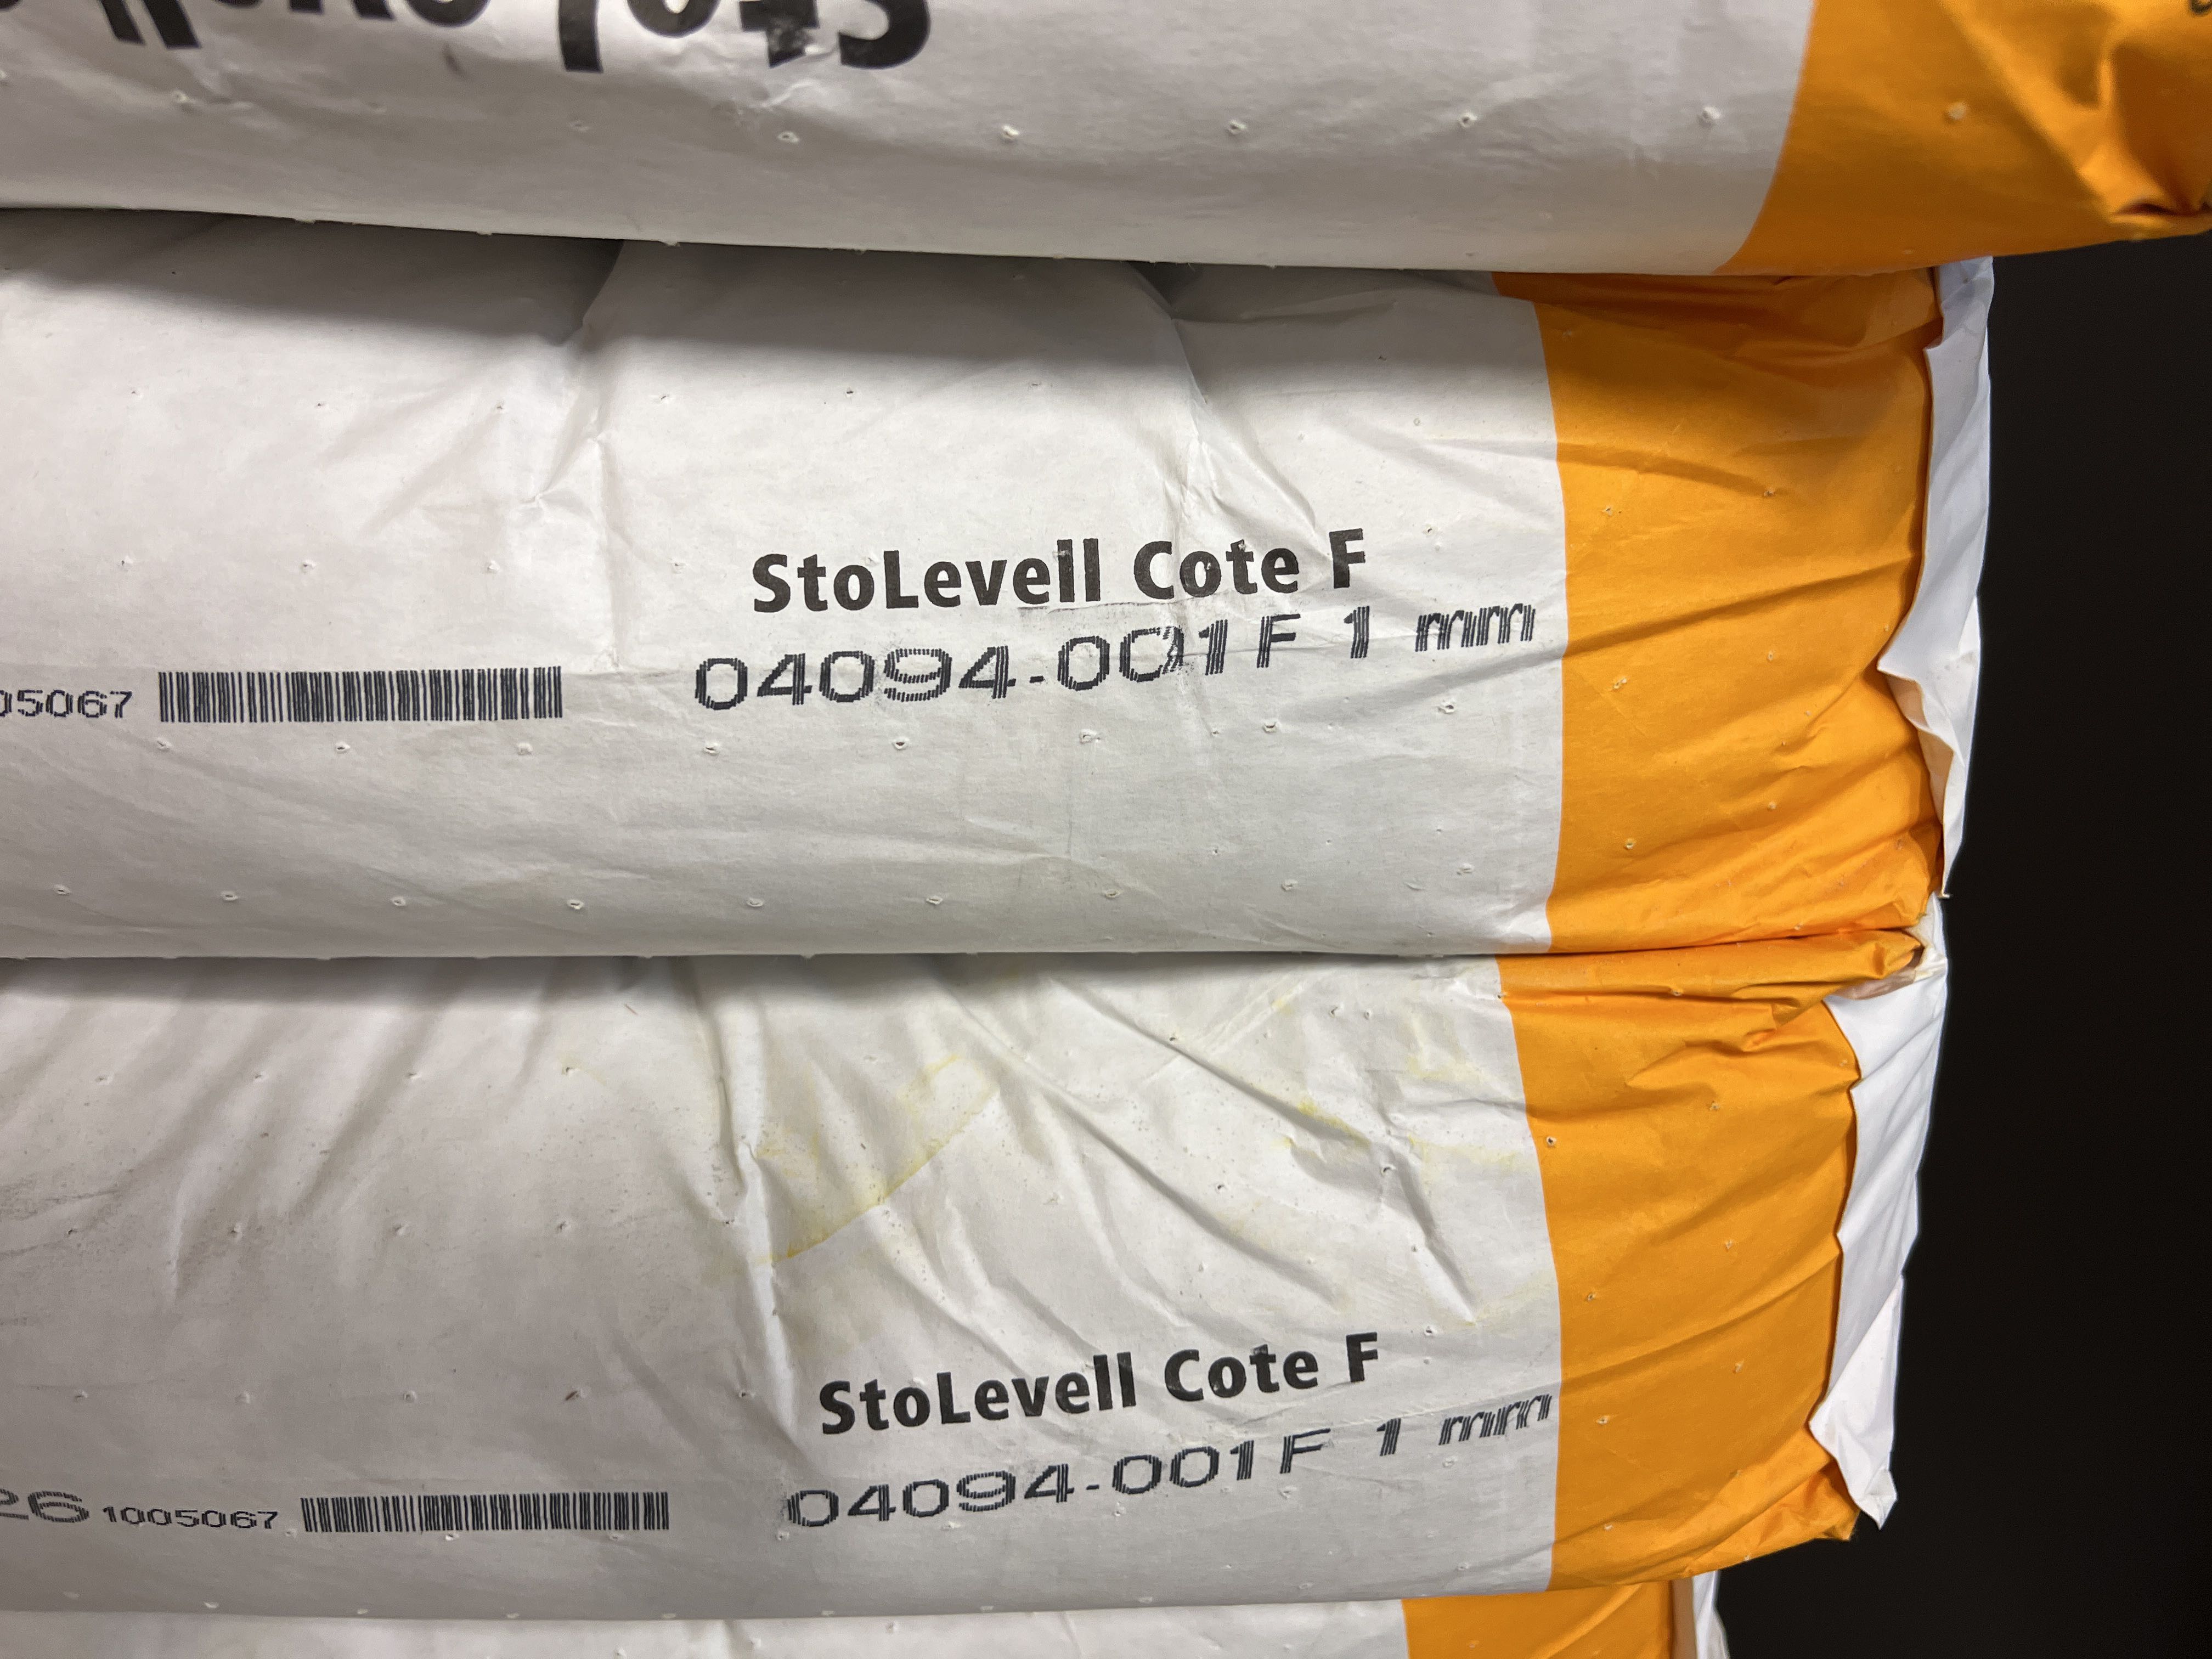 StoLevell Cote F
04094-001 F 1 mm
05067
StoLevell Cote F
04094-001 F 1 mm
26 1005067